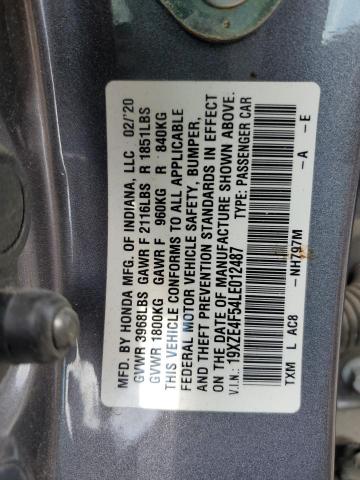 MFD. BY HONDA MFG. OF INDIANA, LLC 02/'20
GVWR 3968LBS GAWR F 2116LBS R 1851LBS
GVWR 1800KG GAWR F 960KG R 840KG
THIS VEHICLE CONFORMS TO ALL APPLICABLE
FEDERAL MOTOR VEHICLE SAFETY, BUMPER,
AND THEFT PREVENTION STANDARDS IN EFFECT
ON THE DATE OF MANUFACTURE SHOWN ABOVE.
V.I.N.: 19XZE4F54LE012487 TYPE: PASSENGER CAR
TXM L AC8 -NH797M -A -E